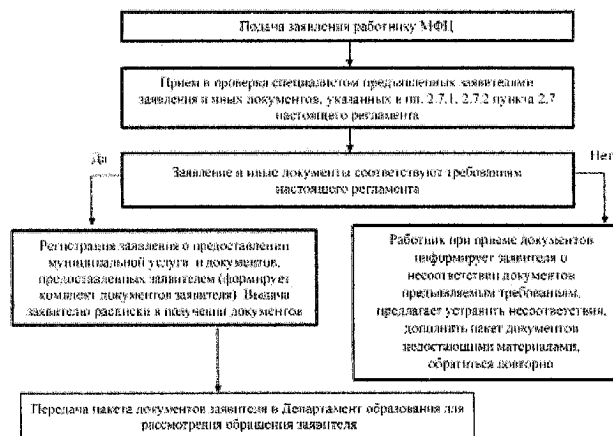 Подача заявления работнику МФЦ
Прием и проверка специалистом предъявленных заявителями
заявления и иных документов, указанных в пп. 2.7.1, 2.7.2 пункта 2.7
настоящего регламента
Да
Нет
Заявление и иные документы соответствуют требованиям
настоящего регламента
Регистрация заявления о предоставлении
муниципальной услуги и документов,
предоставленных заявителем (формирует
комплект документов заявителя) Выдача
заявителю расписки в получении документов
Работник при приеме документов
информирует заявителя о
несоответствии документов
предъявляемым требованиям,
предлагает устранить несоответствия,
дополнить пакет документов
недостающими материалами,
обратиться повторно
Передача пакета документов заявителя в Департамент образования для
рассмотрения обращения заявителя